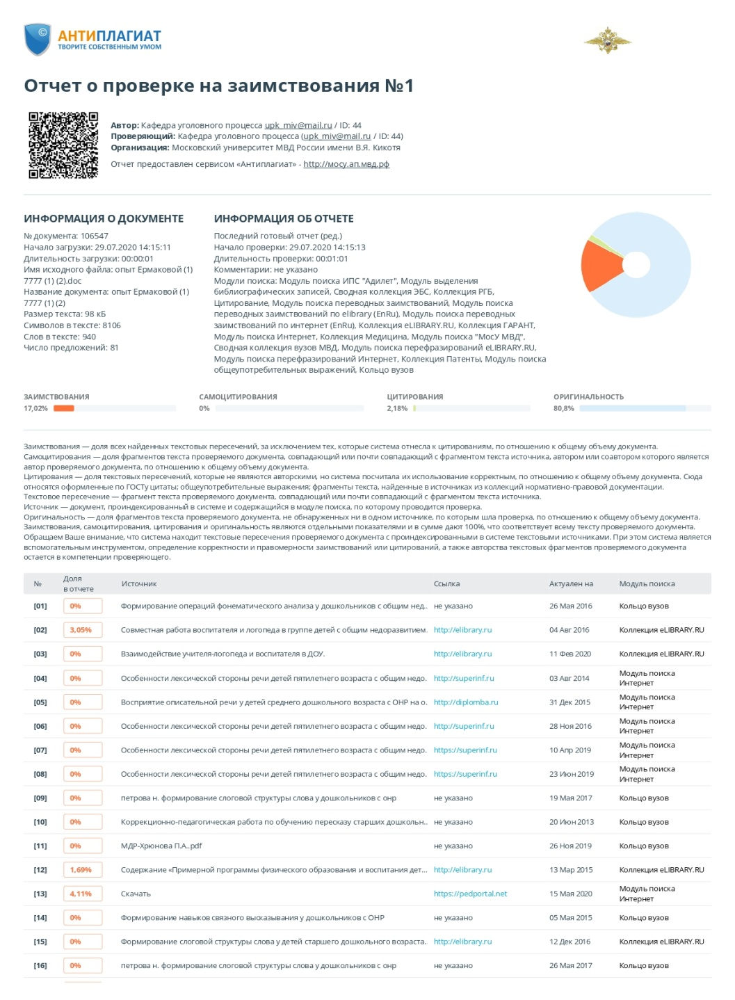 АНТИПЛАГИАТ
ТВОРИТЕ СОБСТВЕННЫМ УМОМ
Отчет о проверке на заимствования №1
Автор: Кафедра уголовного процесса upk_miv@mail.ru / ID: 44
Проверяющий: Кафедра уголовного процесса (upk_miv@mail.ru / ID: 44)
Организация: Московский университет МВД России имени В.Я. Кикотя
Отчет предоставлен сервисом «Антиплагиат» - http://мосу.ап.мвд.рф
ИНФОРМАЦИЯ О ДОКУМЕНТЕ
№ документа: 106547
Начало загрузки: 29.07.2020 14:15:11
Длительность загрузки: 00:00:01
Имя исходного файла: опыт Ермаковой (1)
7777 (1) (2).doc
Название документа: опыт Ермаковой (1)
7777 (1) (2)
Размер текста: 98 кБ
Символов в тексте: 8106
Слов в тексте: 940
Число предложений: 81
ИНФОРМАЦИЯ ОБ ОТЧЕТЕ
Последний готовый отчет (ред.)
Начало проверки: 29.07.2020 14:15:13
Длительность проверки: 00:01:01
Комментарии: не указано
Модули поиска: Модуль поиска ИПС "Адилет", Модуль выделения
библиографических записей, Сводная коллекция ЭБС, Коллекция РГБ,
Цитирование, Модуль поиска переводных заимствований, Модуль поиска
переводных заимствований по elibrary (EnRu), Модуль поиска переводных
заимствований по интернет (EnRu), Коллекция eLIBRARY.RU, Коллекция ГАРАНТ,
Модуль поиска Интернет, Коллекция Медицина, Модуль поиска "МосУ МВД",
Сводная коллекция вузов МВД, Модуль поиска перефразирований eLIBRARY.RU,
Модуль поиска перефразирований Интернет, Коллекция Патенты, Модуль поиска
общеупотребительных выражений, Кольцо вузов
ЗАИМСТВОВАНИЯ
17,02%
САМОЦИТИРОВАНИЯ
0%
ЦИТИРОВАНИЯ
2,18%
ОРИГИНАЛЬНОСТЬ
80,8%
Заимствования — доля всех найденных текстовых пересечений, за исключением тех, которые система отнесла к цитированиям, по отношению к общему объему документа.
Самоцитирования — доля фрагментов текста проверяемого документа, совпадающий или почти совпадающий с фрагментом текста источника, автором или соавтором которого является
автор проверяемого документа, по отношению к общему объему документа.
Цитирования — доля текстовых пересечений, которые не являются авторскими, но система посчитала их использование корректным, по отношению к общему объему документа. Сюда
относятся оформленные по ГОСТу цитаты; общеупотребительные выражения; фрагменты текста, найденные в источниках из коллекций нормативно-правовой документации.
Текстовое пересечение — фрагмент текста проверяемого документа, совпадающий или почти совпадающий с фрагментом текста источника.
Источник — документ, проиндексированный в системе и содержащийся в модуле поиска, по которому проводится проверка.
Оригинальность — доля фрагментов текста проверяемого документа, не обнаруженных ни в одном источнике, по которым шла проверка, по отношению к общему объему документа.
Заимствования, самоцитирования, цитирования и оригинальность являются отдельными показателями и в сумме дают 100%, что соответствует всему тексту проверяемого документа.
Обращаем Ваше внимание, что система находит текстовые пересечения проверяемого документа с проиндексированными в системе текстовыми источниками. При этом система является
вспомогательным инструментом, определение корректности и правомерности заимствований или цитирований, а также авторства текстовых фрагментов проверяемого документа
остается в компетенции проверяющего.
№ Доля в отчете Источник Ссылка Актуален на Модуль поиска
[01] 0% Формирование операций фонематического анализа у дошкольников с общим нед... не указано 26 Мая 2016 Кольцо вузов
[02] 3,05% Совместная работа воспитателя и логопеда в группе детей с общим недоразвитием. http://elibrary.ru 04 Авг 2016 Коллекция eLIBRARY.RU
[03] 0% Взаимодействие учителя-логопеда и воспитателя в ДОУ. http://elibrary.ru 11 Фев 2020 Коллекция eLIBRARY.RU
[04] 0% Особенности лексической стороны речи детей пятилетнего возраста с общим недо. http://superinf.ru 03 Авг 2014 Модуль поиска Интернет
[05] 0% Восприятие описательной речи у детей среднего дошкольного возраста с ОНР на о. http://diplomba.ru 31 Дек 2015 Модуль поиска Интернет
[06] 0% Особенности лексической стороны речи детей пятилетнего возраста с общим недо. http://superinf.ru 28 Ноя 2016 Модуль поиска Интернет
[07] 0% Особенности лексической стороны речи детей пятилетнего возраста с общим недо. https://superinf.ru 10 Апр 2019 Модуль поиска Интернет
[08] 0% Особенности лексической стороны речи детей пятилетнего возраста с общим недо. https://superinf.ru 23 Июн 2019 Модуль поиска Интернет
[09] 0% петрова н. формирование слоговой структуры слова у дошкольников с онр не указано 19 Мая 2017 Кольцо вузов
[10] 0% Коррекционно-педагогическая работа по обучению пересказу старших дошкольн.. не указано 20 Июн 2013 Кольцо вузов
[11] 0% МДР-Хрюнова П.А..pdf не указано 26 Ноя 2019 Кольцо вузов
[12] 1,69% Содержание «Примерной программы физического образования и воспитания дет... http://elibrary.ru 13 Мар 2015 Коллекция eLIBRARY.RU
[13] 4,11% Скачать https://pedportal.net 15 Мая 2020 Модуль поиска Интернет
[14] 0% Формирование навыков связного высказывания у дошкольников с ОНР не указано 05 Мая 2015 Кольцо вузов
[15] 0% Формирование слоговой структуры слова у детей старшего дошкольного возраста. http://elibrary.ru 12 Дек 2016 Коллекция eLIBRARY.RU
[16] 0% петрова н. формирование слоговой структуры слова у дошкольников с онр не указано 26 Мая 2017 Кольцо вузов